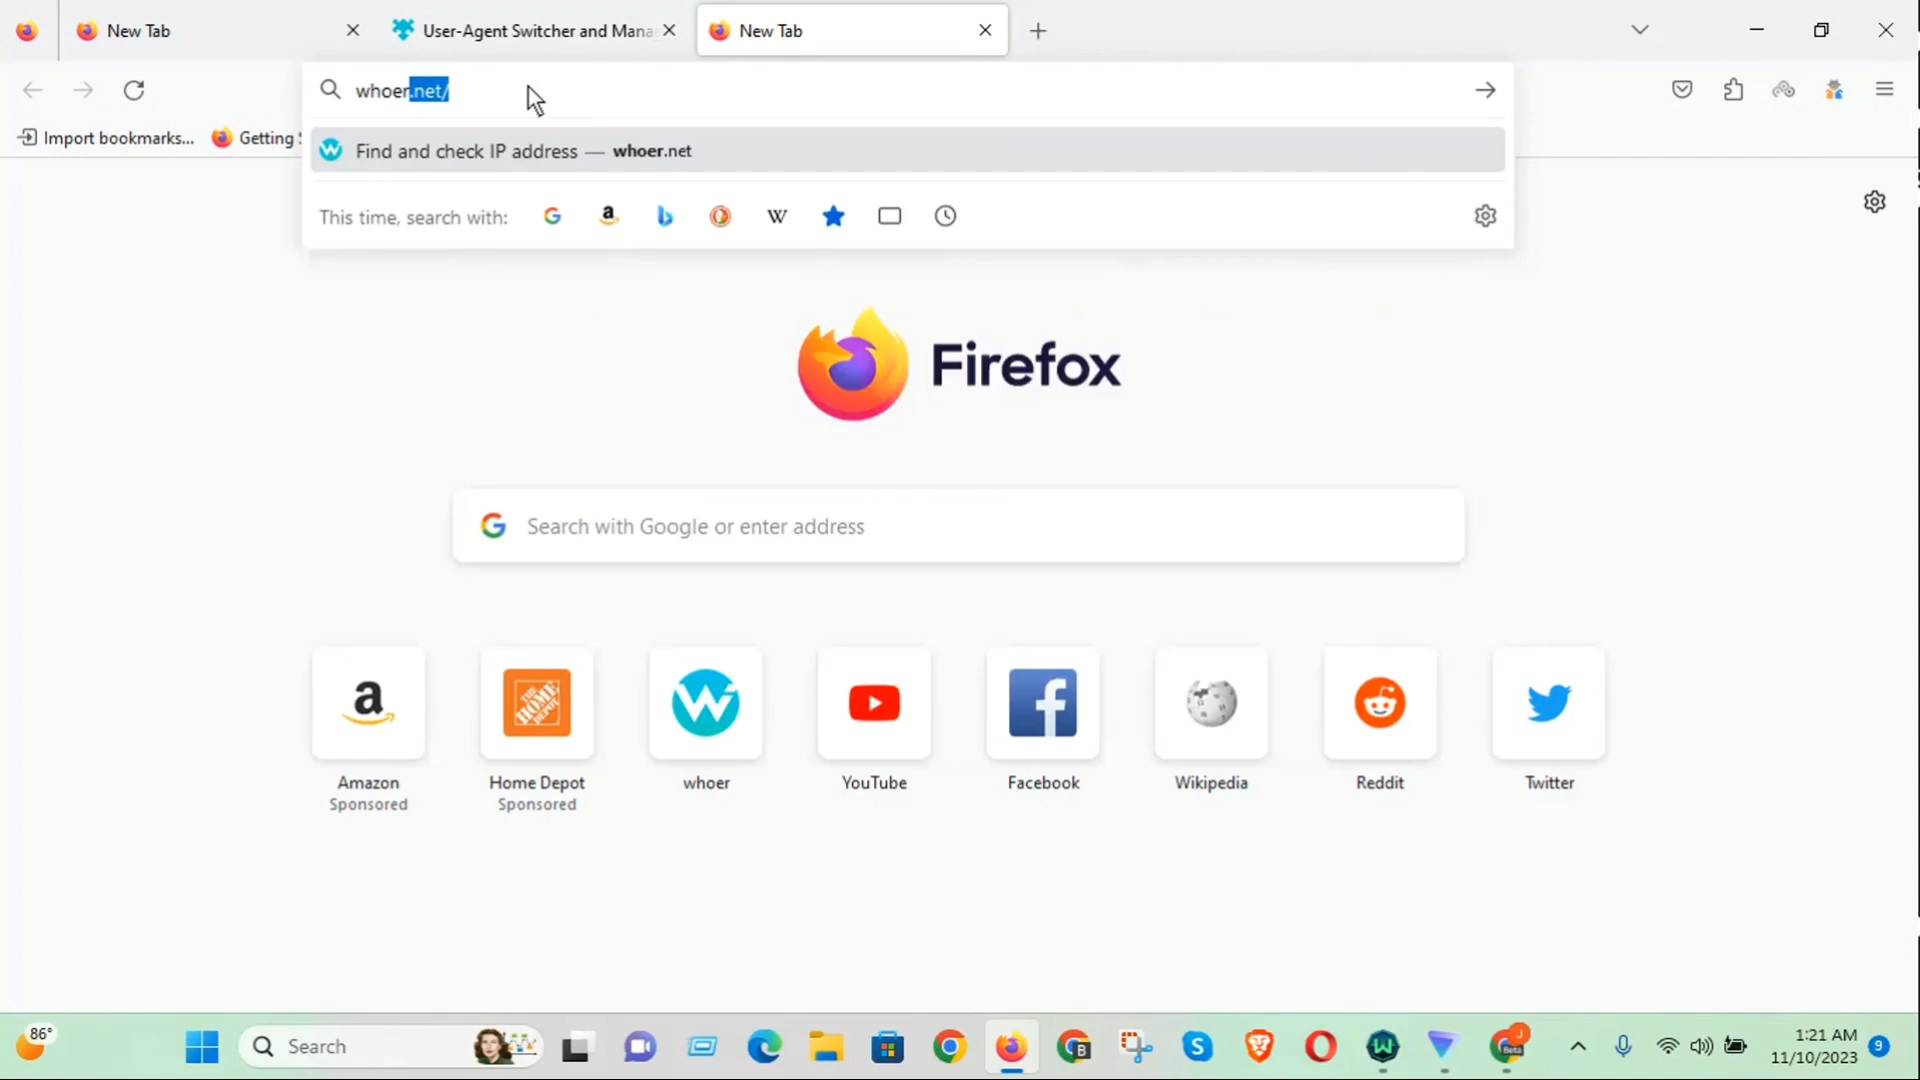 New Tab
User-Agent Switcher and Mana
New Tab
whoer.net/
Import bookmarks...
Getting
Find and check IP address — whoer.net
This time, search with:
Firefox
Search with Google or enter address
Amazon
Sponsored
Home Depot
Sponsored
whoer
YouTube
Facebook
Wikipedia
Reddit
Twitter
86°
Search
1:21 AM
11/10/2023
9